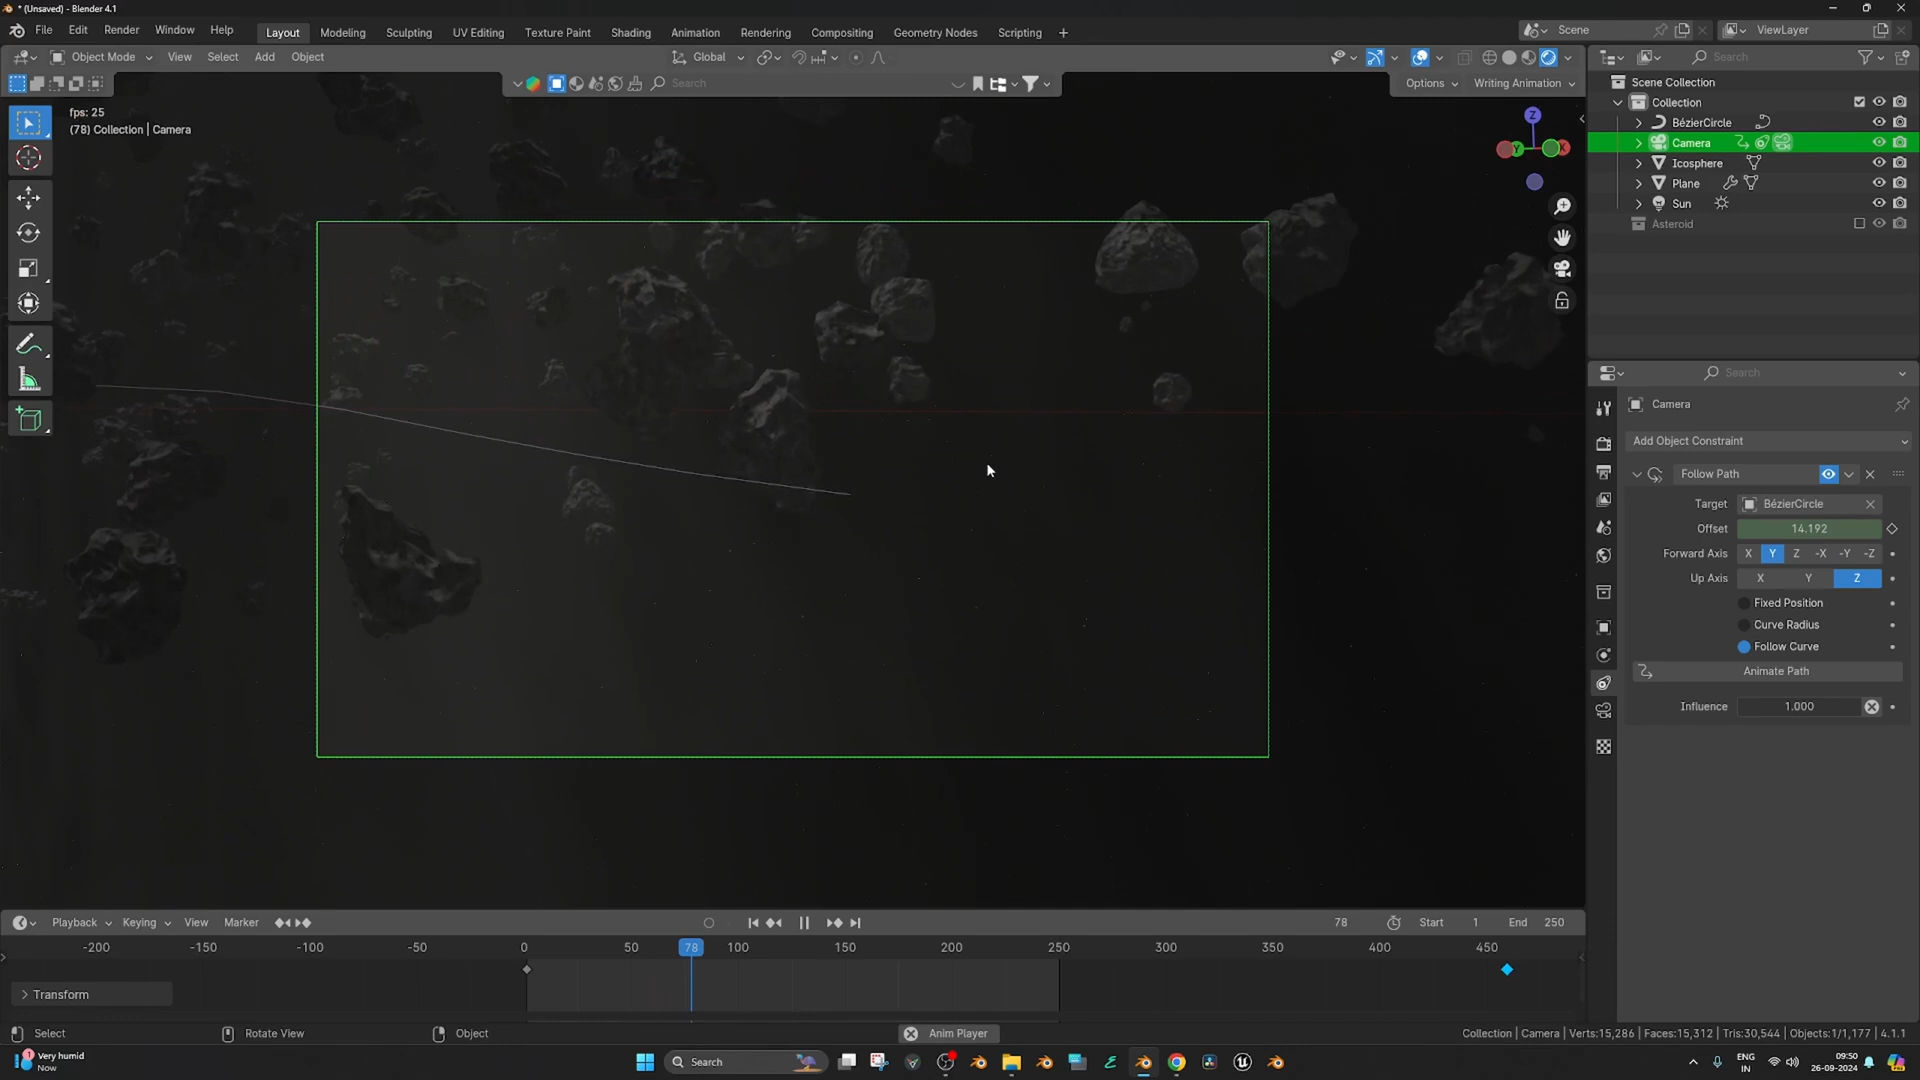 * (Unsaved) - Blender 4.1
File Edit Render Window Help
Layout Modeling Sculpting UV Editing Texture Paint Shading Animation Rendering Compositing Geometry Nodes Scripting +
Scene
ViewLayer
Object Mode View Select Add Object
Global
Search
Search
Options
Writing Animation
fps: 25
(78) Collection | Camera
Z
Y
X
Scene Collection
Collection
BézierCircle
Camera
Icosphere
Plane
Sun
Asteroid
Search
Camera
Add Object Constraint
Follow Path
Target BézierCircle
Offset 14.192
Forward Axis X Y Z -X -Y -Z
Up Axis X Y Z
Fixed Position
Curve Radius
Follow Curve
Animate Path
Influence 1.000
Playback Keying View Marker
78 Start 1 End 250
-200 -150 -100 -50 0 50 78 100 150 200 250 300 350 400 450
Transform
Select Rotate View Object
Anim Player
Collection | Camera | Verts:15,286 | Faces:15,312 | Tris:30,544 | Objects:1/1,177 | 4.1.1
1
Very humid
Now
Search
ENG
IN
09:50
26-09-2024